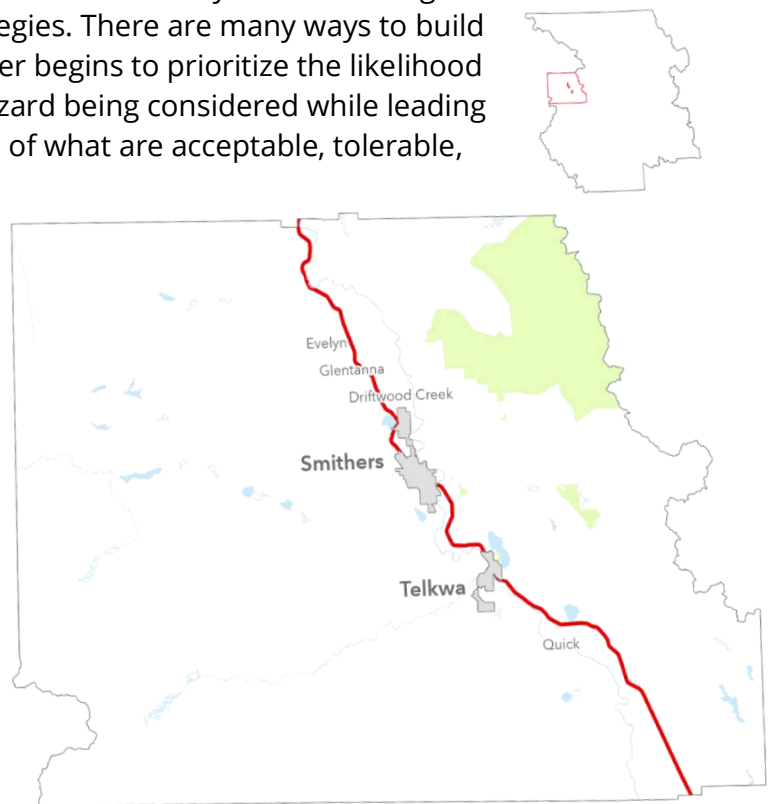 egies. There are many ways to build
er begins to prioritize the likelihood
zard being considered while leading
of what are acceptable, tolerable,
Evelyn
Glentanna
Driftwood Creek
Smithers
Telkwa
Quick